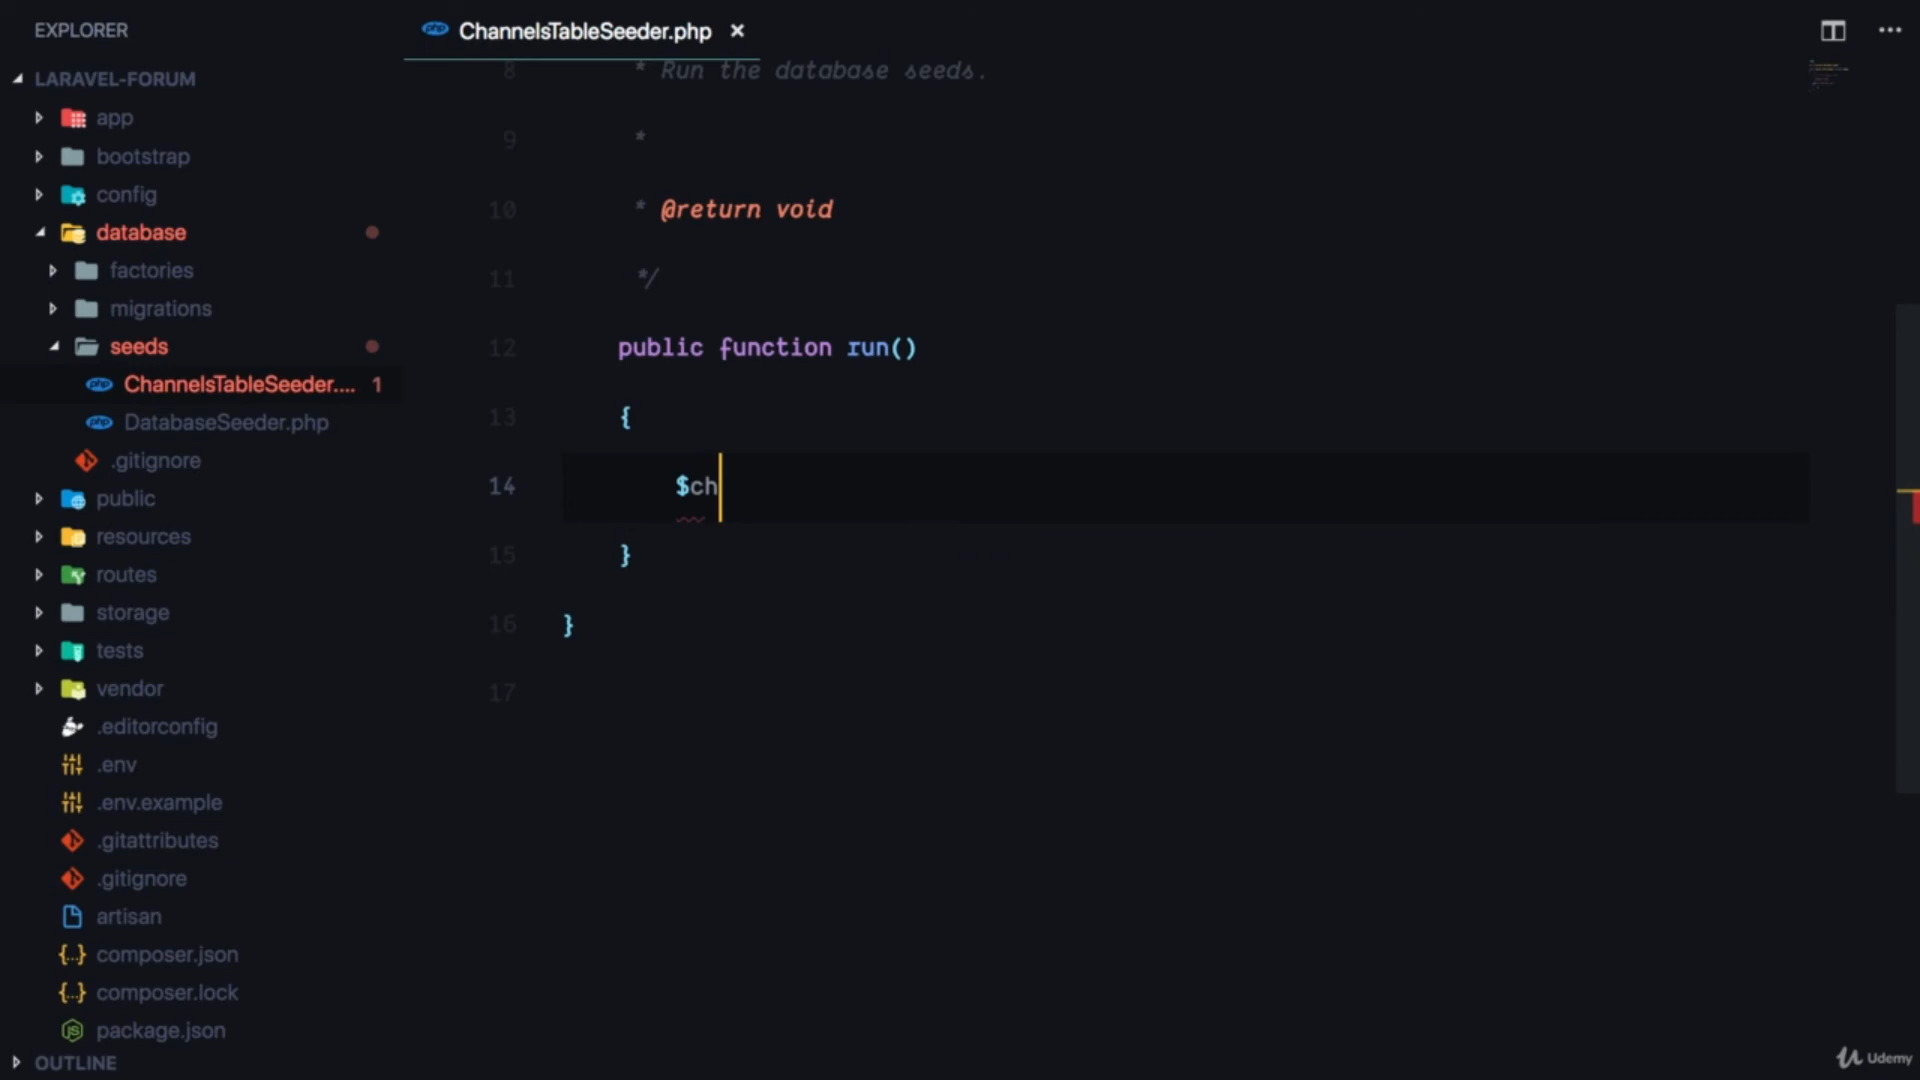 EXPLORER
LARAVEL-FORUM
app
bootstrap
config
database
factories
migrations
seeds
ChannelsTableSeeder.... 1
DatabaseSeeder.php
.gitignore
public
resources
routes
storage
tests
vendor
.editorconfig
.env
.env.example
.gitattributes
.gitignore
artisan
composer.json
composer.lock
package.json
OUTLINE
php ChannelsTableSeeder.php ×
8 * Run the database seeds.
9 *
10 * @return void
11 */
12 public function run()
13 {
14 $ch
15 }
16 }
17
Udemy